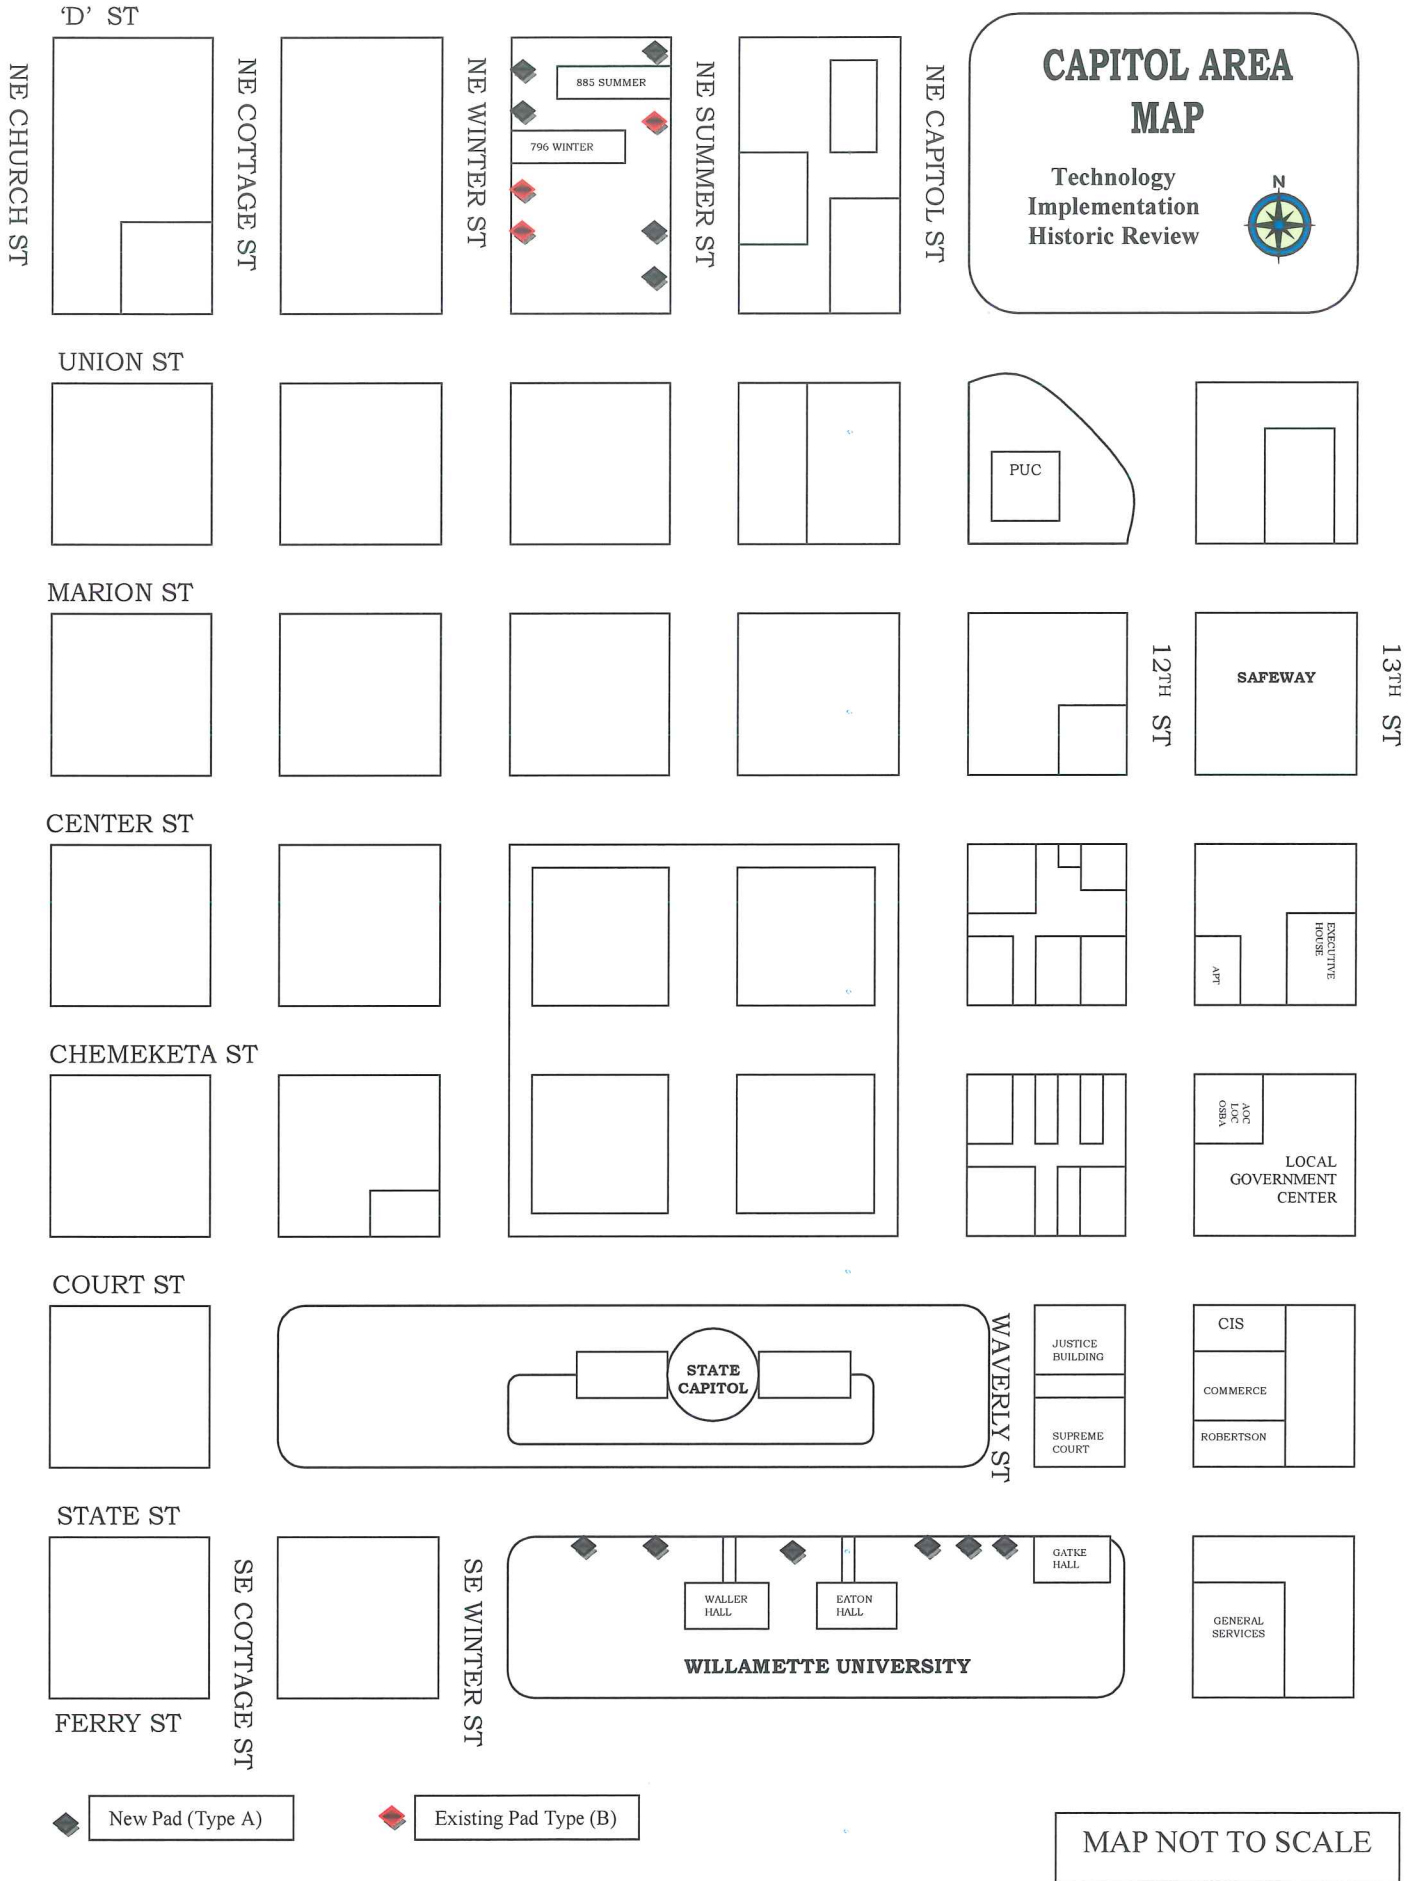 ‘D’ ST
NE CHURCH ST
NE COTTAGE ST
NE WINTER ST
NE SUMMER ST
NE CAPITOL ST
885 SUMMER
796 WINTER
CAPITOL AREA
MAP
Technology
Implementation
Historic Review
N
UNION ST
PUC
MARION ST
12TH ST
SAFEWAY
13TH ST
CENTER ST
EXECUTIVE
HOUSE
APT
CHEMEKETA ST
AOC
LOC
OSBA
LOCAL
GOVERNMENT
CENTER
COURT ST
STATE
CAPITOL
WAVERLY ST
JUSTICE
BUILDING
SUPREME
COURT
CIS
COMMERCE
ROBERTSON
STATE ST
SE COTTAGE ST
SE WINTER ST
WALLER
HALL
EATON
HALL
GATKE
HALL
WILLAMETTE UNIVERSITY
GENERAL
SERVICES
FERRY ST
New Pad (Type A)
Existing Pad Type (B)
MAP NOT TO SCALE